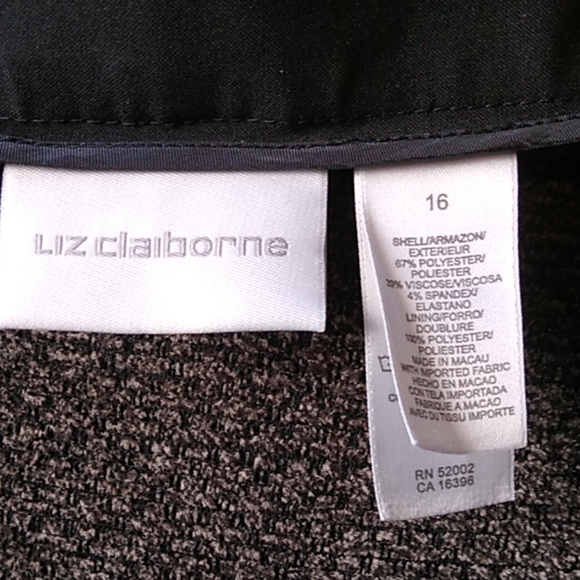 LIZ claiborne
16
SHELL/ARMAZON/
EXTERIEUR
67% POLYESTER/
POLIESTER
29% VISCOSE/VISCOSA
4% SPANDEX/
ELASTANO
LINING/FORRO/
DOUBLURE
100% POLYESTER/
POLIESTER
MADE IN MACAU
WITH IMPORTED FABRIC
HECHO EN MACAO
CON TELA IMPORTADA
FABRIQUE A MACAO
AVEC DU TISSU IMPORTE
RN 52002
CA 16396